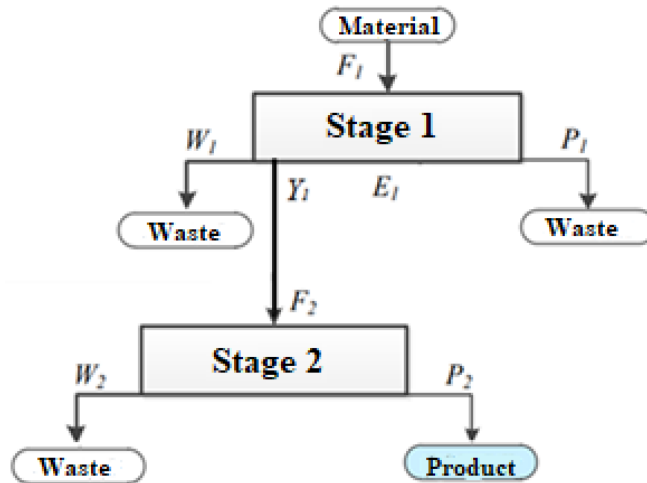 Material
F1
Stage 1
W1
P1
Y1
E1
Waste
Waste
F2
Stage 2
W2
P2
Waste
Product